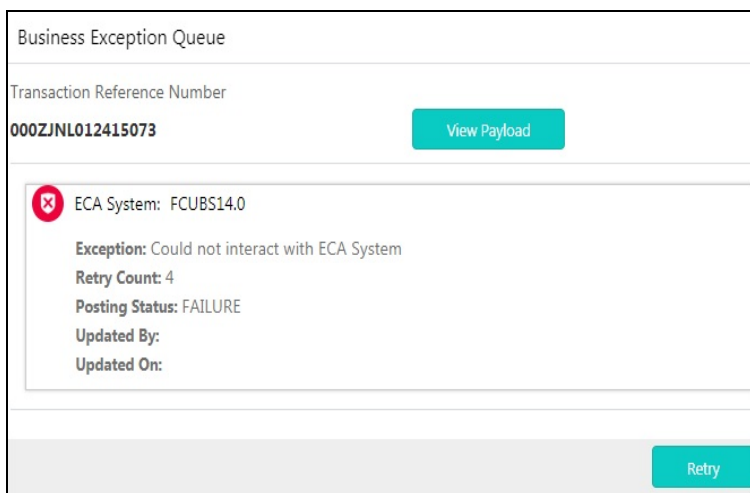 Business Exception Queue
Transaction Reference Number
000ZJNL012415073
View Payload
ECA System: FCUBS14.0
Exception: Could not interact with ECA System
Retry Count: 4
Posting Status: FAILURE
Updated By:
Updated On:
Retry